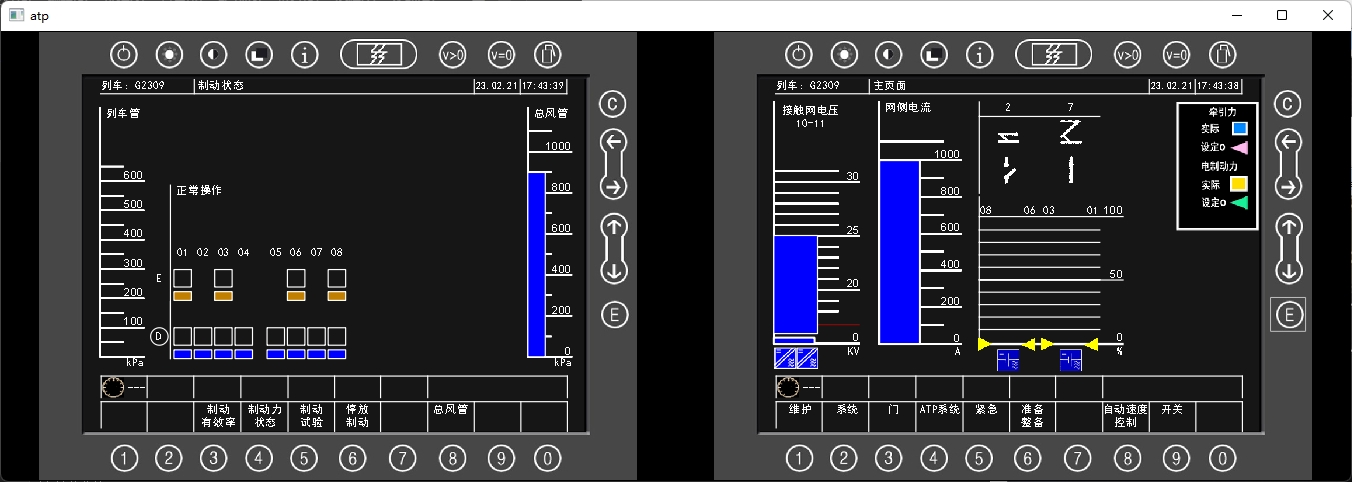 atp
C
E
V>0
V=0
列车: G2309 制动状态 23.02.21 17:43:39
列车管
总风管
600
500
400
300
200
100
kPa
正常操作
01 02 03 04 05 06 07 08
E
D
1000
800
600
400
200
0
kPa
---
制动有效率
制动力状态
制动试验
停放制动
总风管
1 2 3 4 5 6 7 8 9 0
V>0
V=0
C
E
列车: G2309 主页面 23.02.21 17:43:38
接触网电压
10-11
30
25
20
0
KV
网侧电流
1000
800
600
400
200
0
A
2 7
08 06 03 01 100
50
0
%
牵引力
实际
设定0
电制动力
实际
设定0
---
维护
系统
门
ATP系统
紧急
准备整备
自动速度控制
开关
1 2 3 4 5 6 7 8 9 0